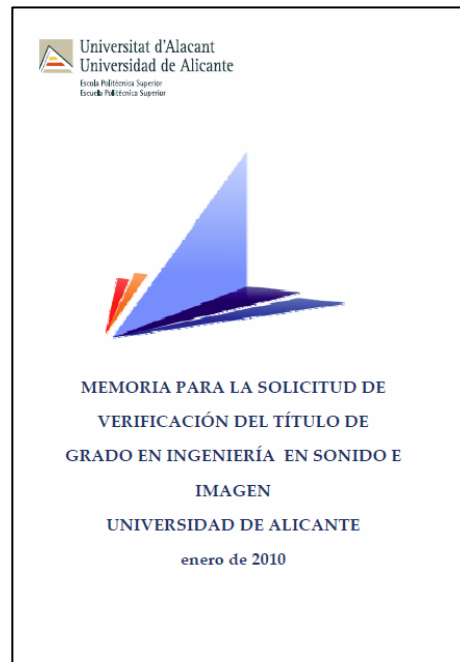 Universitat d'Alacant
Universidad de Alicante
Escola Politècnica Superior
Escuela Politécnica Superior
MEMORIA PARA LA SOLICITUD DE
VERIFICACIÓN DEL TÍTULO DE
GRADO EN INGENIERÍA EN SONIDO E
IMAGEN
UNIVERSIDAD DE ALICANTE
enero de 2010